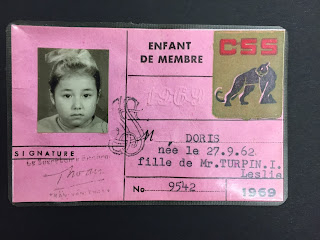 ENFANT
DE MEMBRE
CSS
1969
M
DORIS
née le 27.9.62
fille de Mr.TURPIN.I.
Leslie
SIGNATURE
No 9542
1969